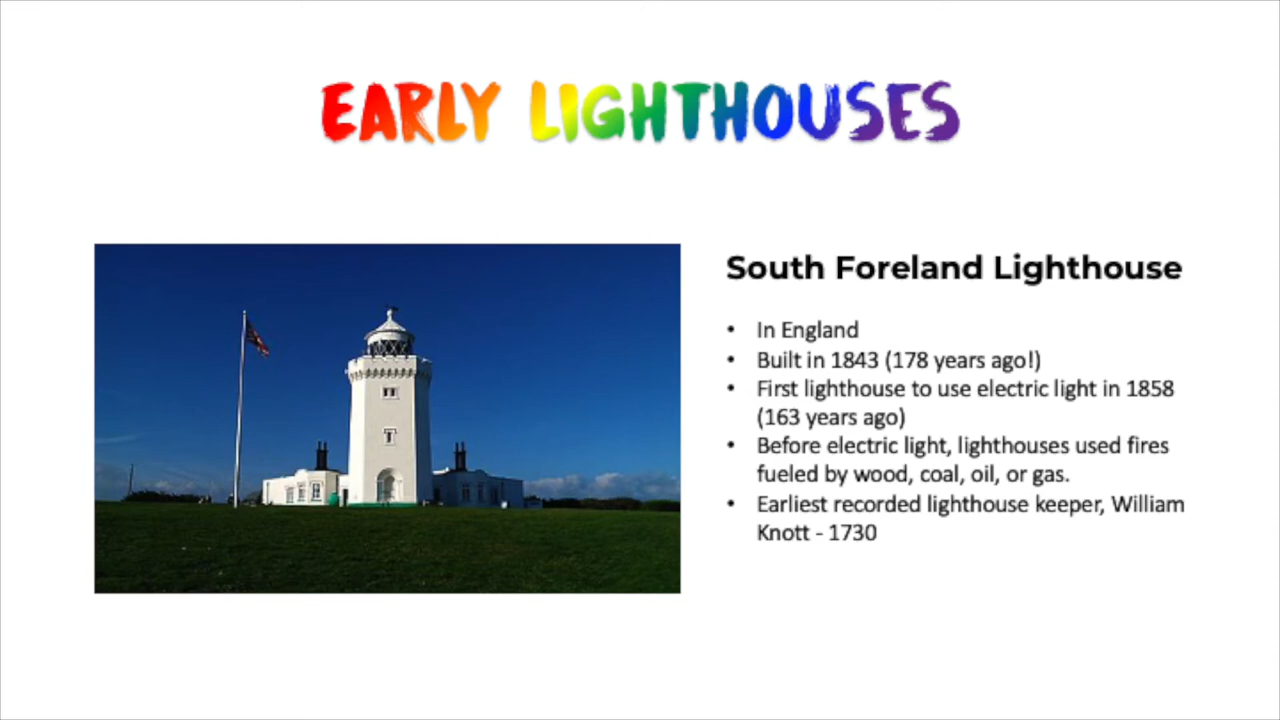 EARLY LIGHTHOUSES
South Foreland Lighthouse
• In England
• Built in 1843 (178 years ago!)
• First lighthouse to use electric light in 1858
(163 years ago)
• Before electric light, lighthouses used fires
fueled by wood, coal, oil, or gas.
• Earliest recorded lighthouse keeper, William
Knott - 1730